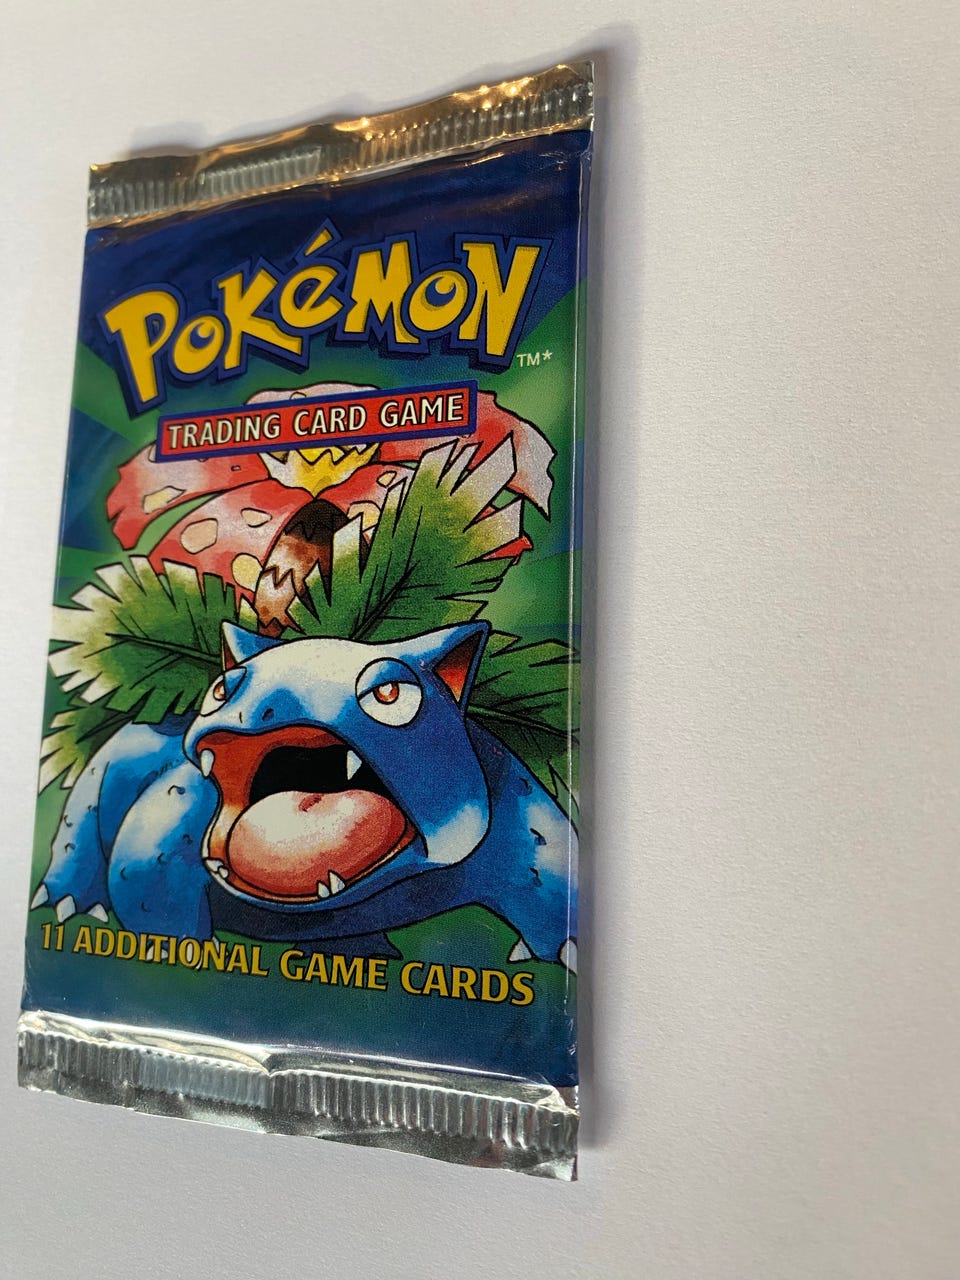 POKéMON
TM*
TRADING CARD GAME
11 ADDITIONAL GAME CARDS